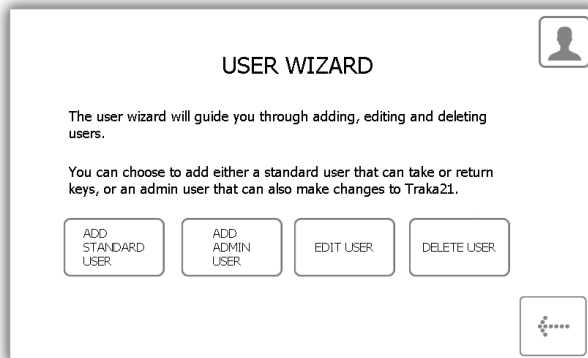 USER WIZARD
The user wizard will guide you through adding, editing and deleting
users.
You can choose to add either a standard user that can take or return
keys, or an admin user that can also make changes to Traka21.
ADD
STANDARD
USER
ADD
ADMIN
USER
EDIT USER
DELETE USER